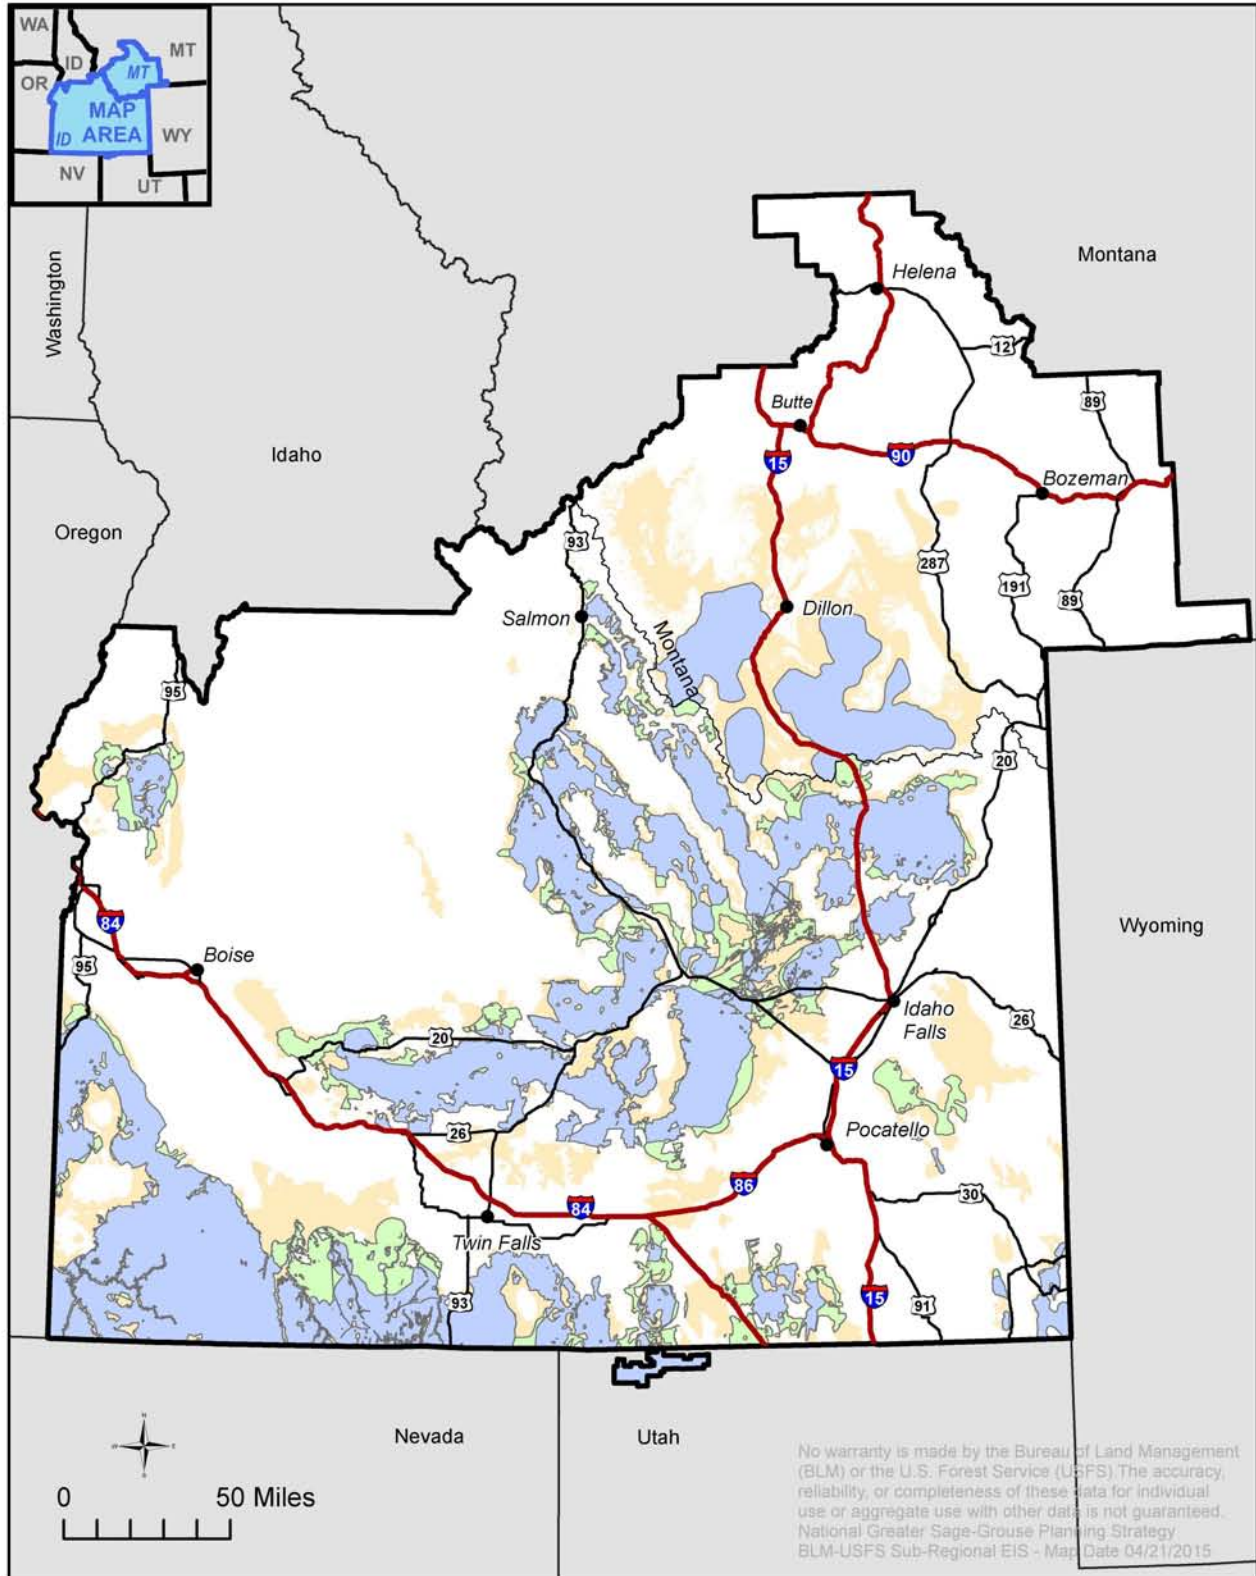 WA
ID
MT
OR
MT
MAP
AREA
ID
WY
NV
UT
Washington
Montana
Helena
12
Butte
89
Idaho
15
90
Bozeman
Oregon
93
287
191
89
Salmon
Dillon
Montana
95
20
84
Wyoming
95
Boise
Idaho
Falls
26
20
15
26
Pocatello
86
30
84
Twin Falls
93
15
91
Nevada
Utah
N
W
E
S
0 50 Miles
No warranty is made by the Bureau of Land Management
(BLM) or the U.S. Forest Service (USFS).The accuracy,
reliability, or completeness of these data for individual
use or aggregate use with other data is not guaranteed.
National Greater Sage-Grouse Planning Strategy
BLM-USFS Sub-Regional EIS - Map Date 04/21/2015